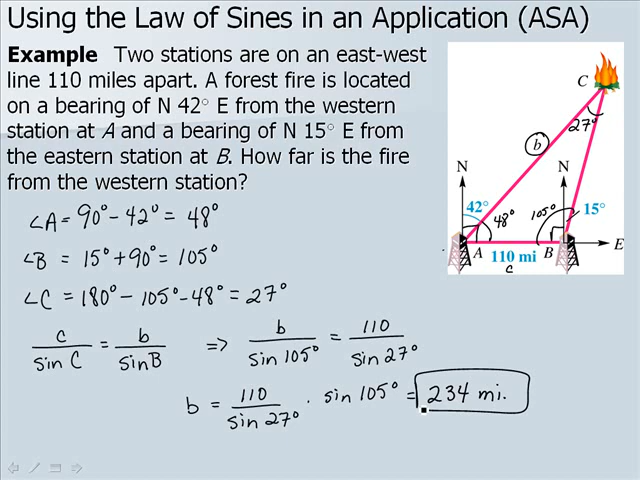 Using the Law of Sines in an Application (ASA)
Example Two stations are on an east-west
line 110 miles apart. A forest fire is located
on a bearing of N 42° E from the western
station at A and a bearing of N 15° E from
the eastern station at B. How far is the fire
from the western station?
∠A = 90° - 42° = 48°
∠B = 15° + 90° = 105°
∠C = 180° - 105° - 48° = 27°
c / sin C = b / sin B => b / sin 105° = 110 / sin 27°
b = 110 / sin 27° · sin 105° = 234 mi.
C
27°
b
N N
42° 48° 105° 15°
A 110 mi B E
c